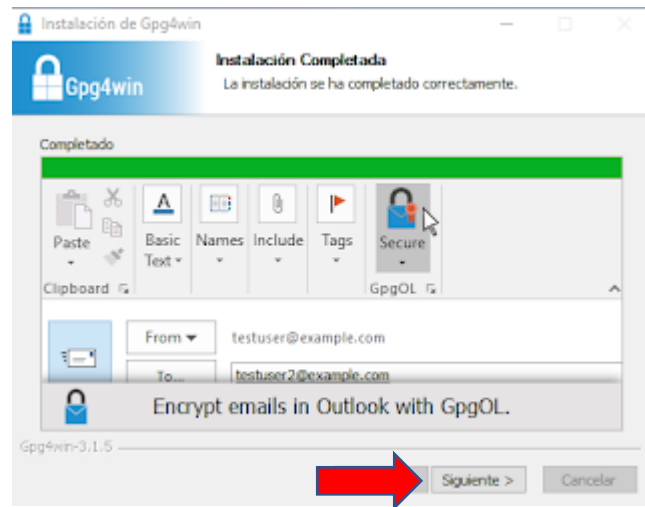 Instalación de Gpg4win
Gpg4win
Instalación Completada
La instalación se ha completado correctamente.
Completado
Paste
Basic Text
Names
Include
Tags
Secure
Clipboard
GpgOL
From
testuser@example.com
To...
testuser2@example.com
Encrypt emails in Outlook with GpgOL.
Gpg4win-3.1.5
Siguiente >
Cancelar